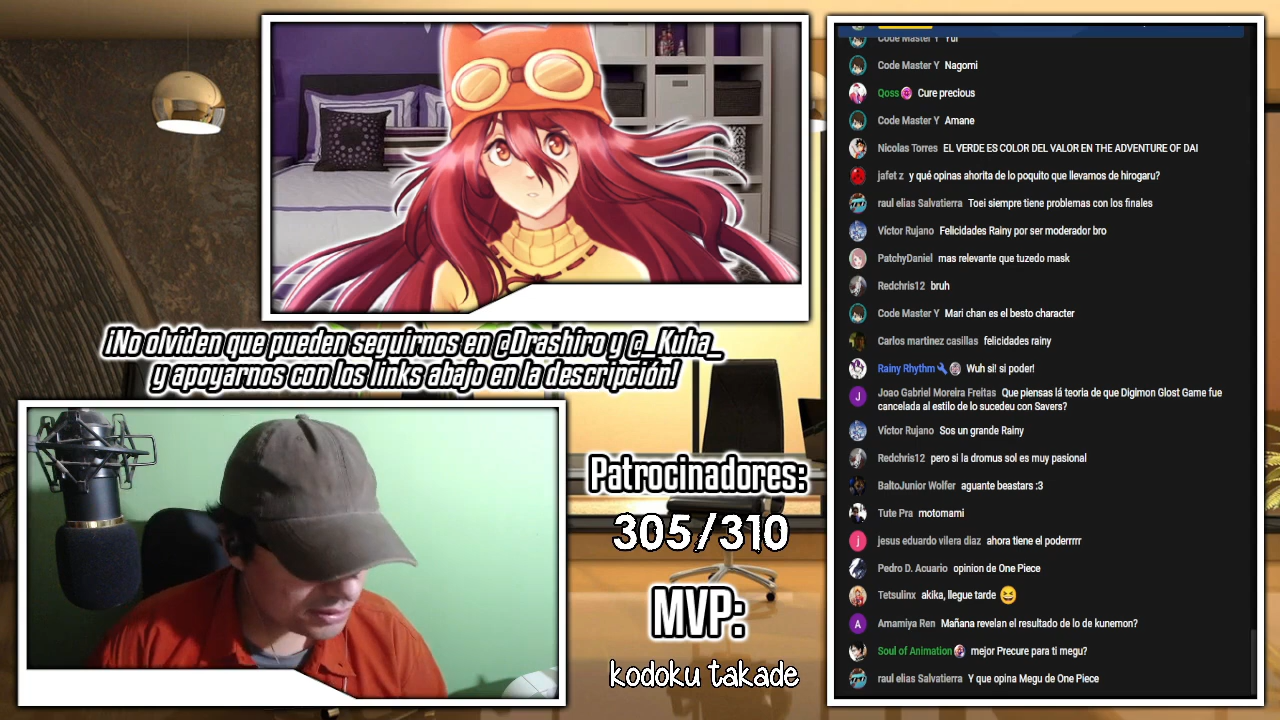 ¡No olviden que pueden seguirnos en @Drashiro y @_Kuha_
y apoyarnos con los links abajo en la descripción!
Patrocinadores:
305/310
MVP:
kodoku takade
Code Master Y Yui
Code Master Y Nagomi
Qoss Cure precious
Code Master Y Amane
Nicolas Torres EL VERDE ES COLOR DEL VALOR EN THE ADVENTURE OF DAI
jafet z y qué opinas ahorita de lo poquito que llevamos de hirogaru?
raul elias Salvatierra Toei siempre tiene problemas con los finales
Víctor Rujano Felicidades Rainy por ser moderador bro
PatchyDaniel mas relevante que tuzedo mask
Redchris12 bruh
Code Master Y Mari chan es el besto character
Carlos martinez casillas felicidades rainy
Rainy Rhythm Wuh si! si poder!
J Joao Gabriel Moreira Freitas Que piensas lá teoria de que Digimon Glost Game fue
cancelada al estilo de lo sucedeu con Savers?
Víctor Rujano Sos un grande Rainy
Redchris12 pero si la dromus sol es muy pasional
BaltoJunior Wolfer aguante beastars :3
Tute Pra motomami
j jesus eduardo vilera diaz ahora tiene el poderrrrr
Pedro D. Acuario opinion de One Piece
Tetsulinx akika, llegue tarde 😆
A Amamiya Ren Mañana revelan el resultado de lo de kunemon?
Soul of Animation mejor Precure para ti megu?
raul elias Salvatierra Y que opina Megu de One Piece